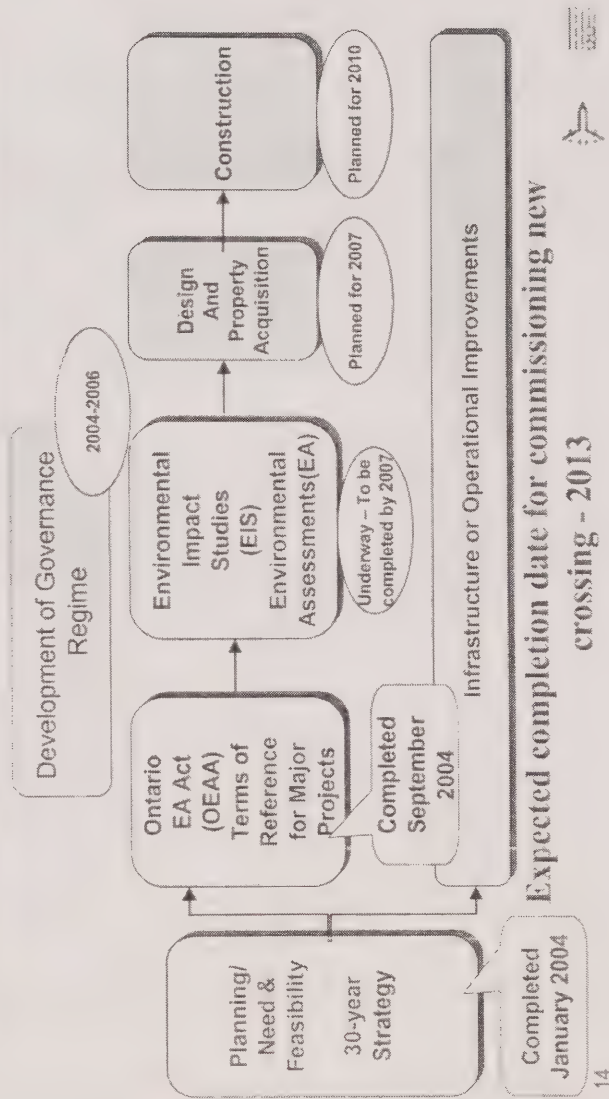 Development of Governance
Regime
2004-2006
Planning/
Need &
Feasibility
30-year
Strategy
Completed
January 2004
Ontario
EA Act
(OEAA)
Terms of
Reference
for Major
Projects
Completed
September
2004
Environmental
Impact
Studies
(EIS)
Environmental
Assessments(EA)
Underway – To be
completed by 2007
Design
And
Property
Acquisition
Planned for 2007
Construction
Planned for 2010
Infrastructure or Operational Improvements
Expected completion date for commissioning new
crossing - 2013
14